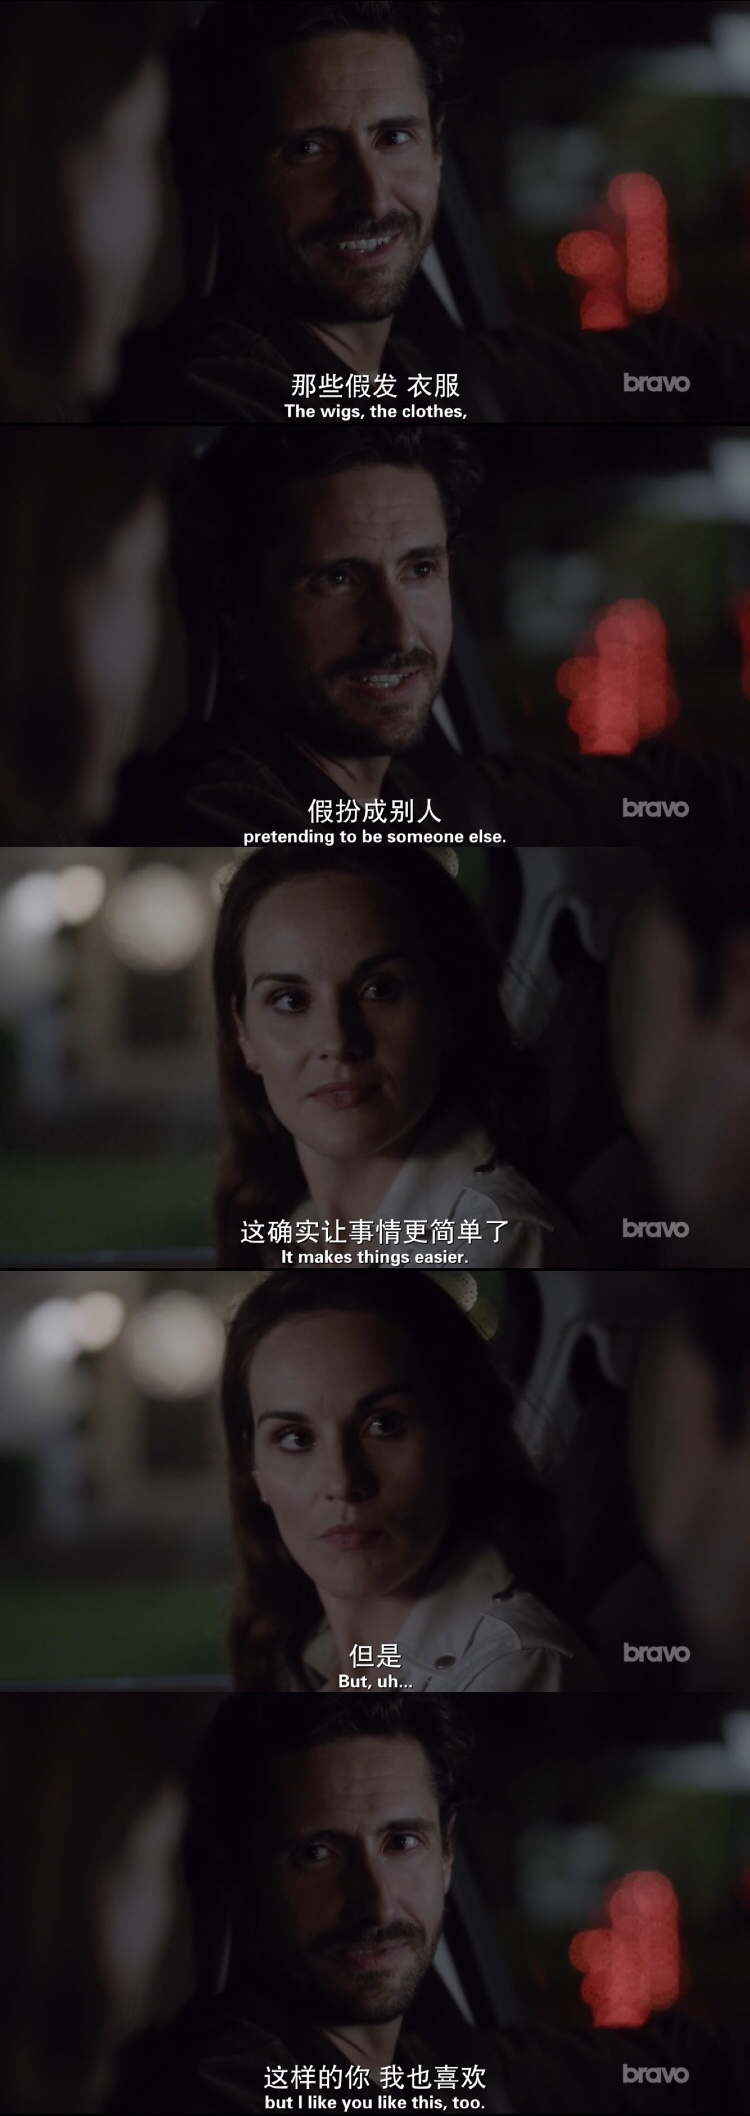 那些假发 衣服
The wigs, the clothes,
bravo
假扮成别人
pretending to be someone else.
bravo
这确实让事情更简单了
It makes things easier.
bravo
但是
But, uh...
bravo
这样的你 我也喜欢
but I like you like this, too.
bravo